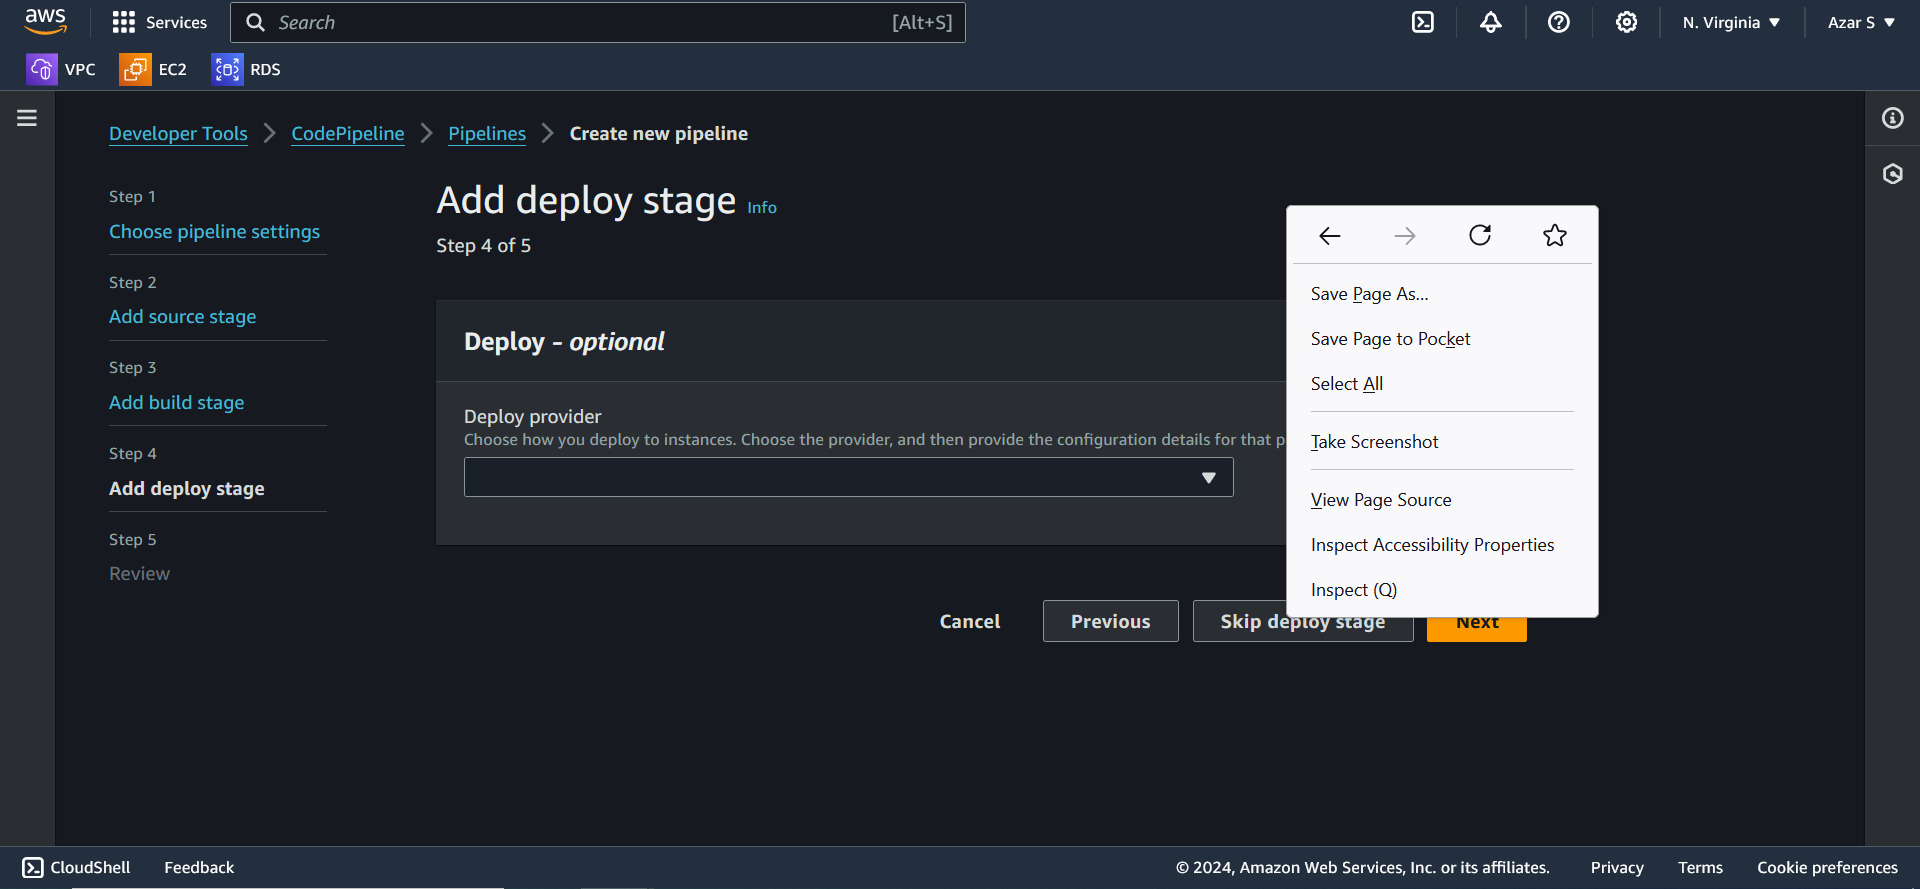 aws
Services
Search
[Alt+S]
N. Virginia
Azar S
VPC
EC2
RDS
Developer Tools
CodePipeline
Pipelines
Create new pipeline
Step 1
Choose pipeline settings
Step 2
Add source stage
Step 3
Add build stage
Step 4
Add deploy stage
Step 5
Review
Add deploy stage Info
Step 4 of 5
Deploy - optional
Deploy provider
Choose how you deploy to instances. Choose the provider, and then provide the configuration details for that p
Cancel
Previous
Skip deploy stage
Next
Save Page As...
Save Page to Pocket
Select All
Take Screenshot
View Page Source
Inspect Accessibility Properties
Inspect (Q)
CloudShell
Feedback
© 2024, Amazon Web Services, Inc. or its affiliates.
Privacy
Terms
Cookie preferences